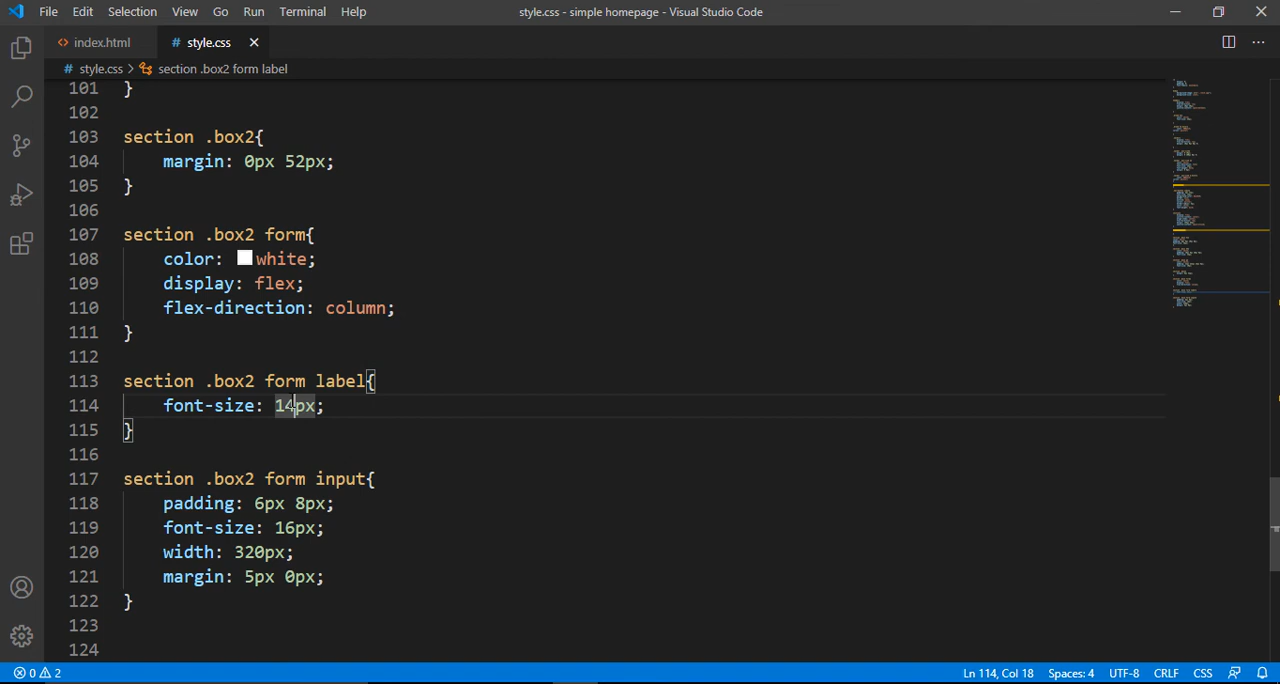 File Edit Selection View Go Run Terminal Help style.css - simple homepage - Visual Studio Code
<> index.html # style.css
# style.css > section .box2 form label
101 }
102
103 section .box2{
104 margin: 0px 52px;
105 }
106
107 section .box2 form{
108 color: white;
109 display: flex;
110 flex-direction: column;
111 }
112
113 section .box2 form label{
114 font-size: 14px;
115 }
116
117 section .box2 form input{
118 padding: 6px 8px;
119 font-size: 16px;
120 width: 320px;
121 margin: 5px 0px;
122 }
123
124
0 2 Ln 114, Col 18 Spaces: 4 UTF-8 CRLF CSS